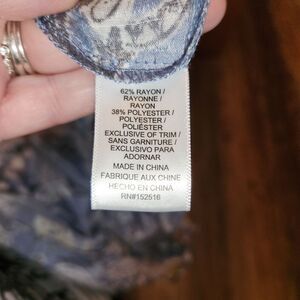 62% RAYON /
RAYONNE /
RAYON
38% POLYESTER /
POLYESTER /
POLIÉSTER
EXCLUSIVE OF TRIM /
SANS GARNITURE /
EXCLUSIVO PARA
ADORNAR
MADE IN CHINA
FABRIQUE AUX CHINE
HECHO EN CHINA
RN#152516